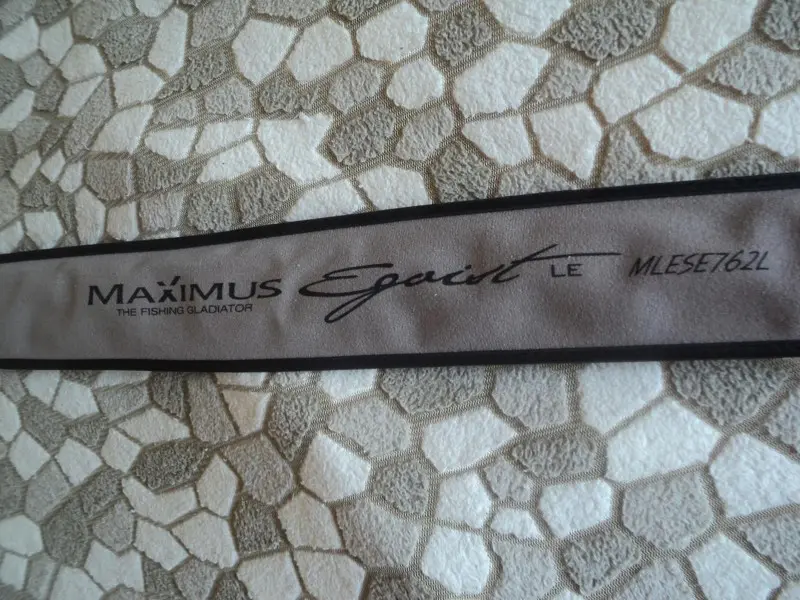 MAXIMUS Egoist LE MLESE762L
THE FISHING GLADIATOR